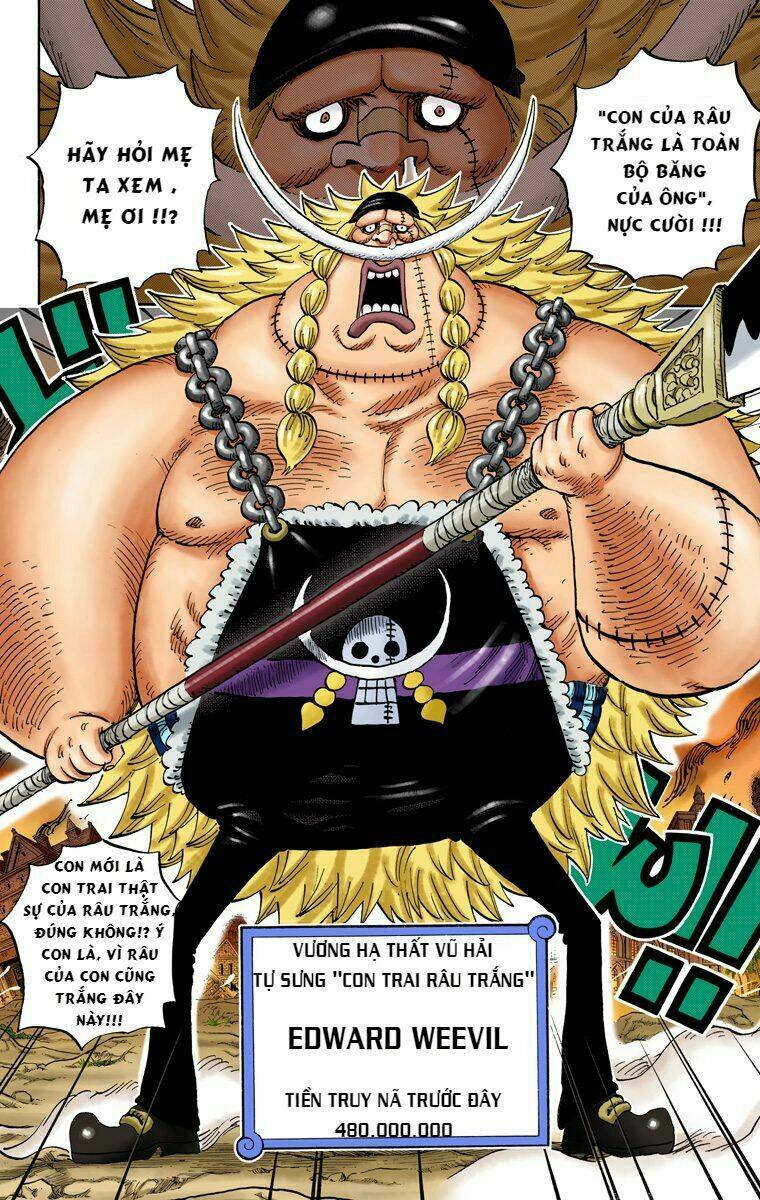 "CON CỦA RÂU
TRẮNG LÀ TOÀN
BỘ BĂNG
CỦA ÔNG",
NỰC CƯỜI !!!
HÃY HỎI MẸ
TA XEM ,
MẸ ƠI !!?
CON MỚI LÀ
CON TRAI THẬT
SỰ CỦA RÂU TRẮNG,
ĐÚNG KHÔNG!? Ý
CON LÀ, VÌ RÂU
CỦA CON CŨNG
TRẮNG ĐÂY
NÀY!!!
VƯƠNG HẠ THẤT VŨ HẢI
TỰ SƯNG "CON TRAI RÂU TRẮNG"
EDWARD WEEVIL
TIỀN TRUY NÃ TRƯỚC ĐÂY
480.000.000